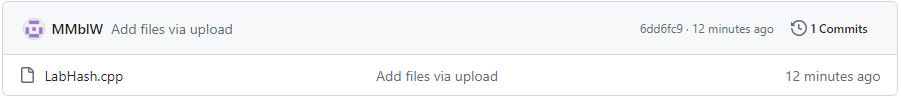 MMblW Add files via upload 6dd6fc9 · 12 minutes ago 1 Commits
LabHash.cpp Add files via upload 12 minutes ago